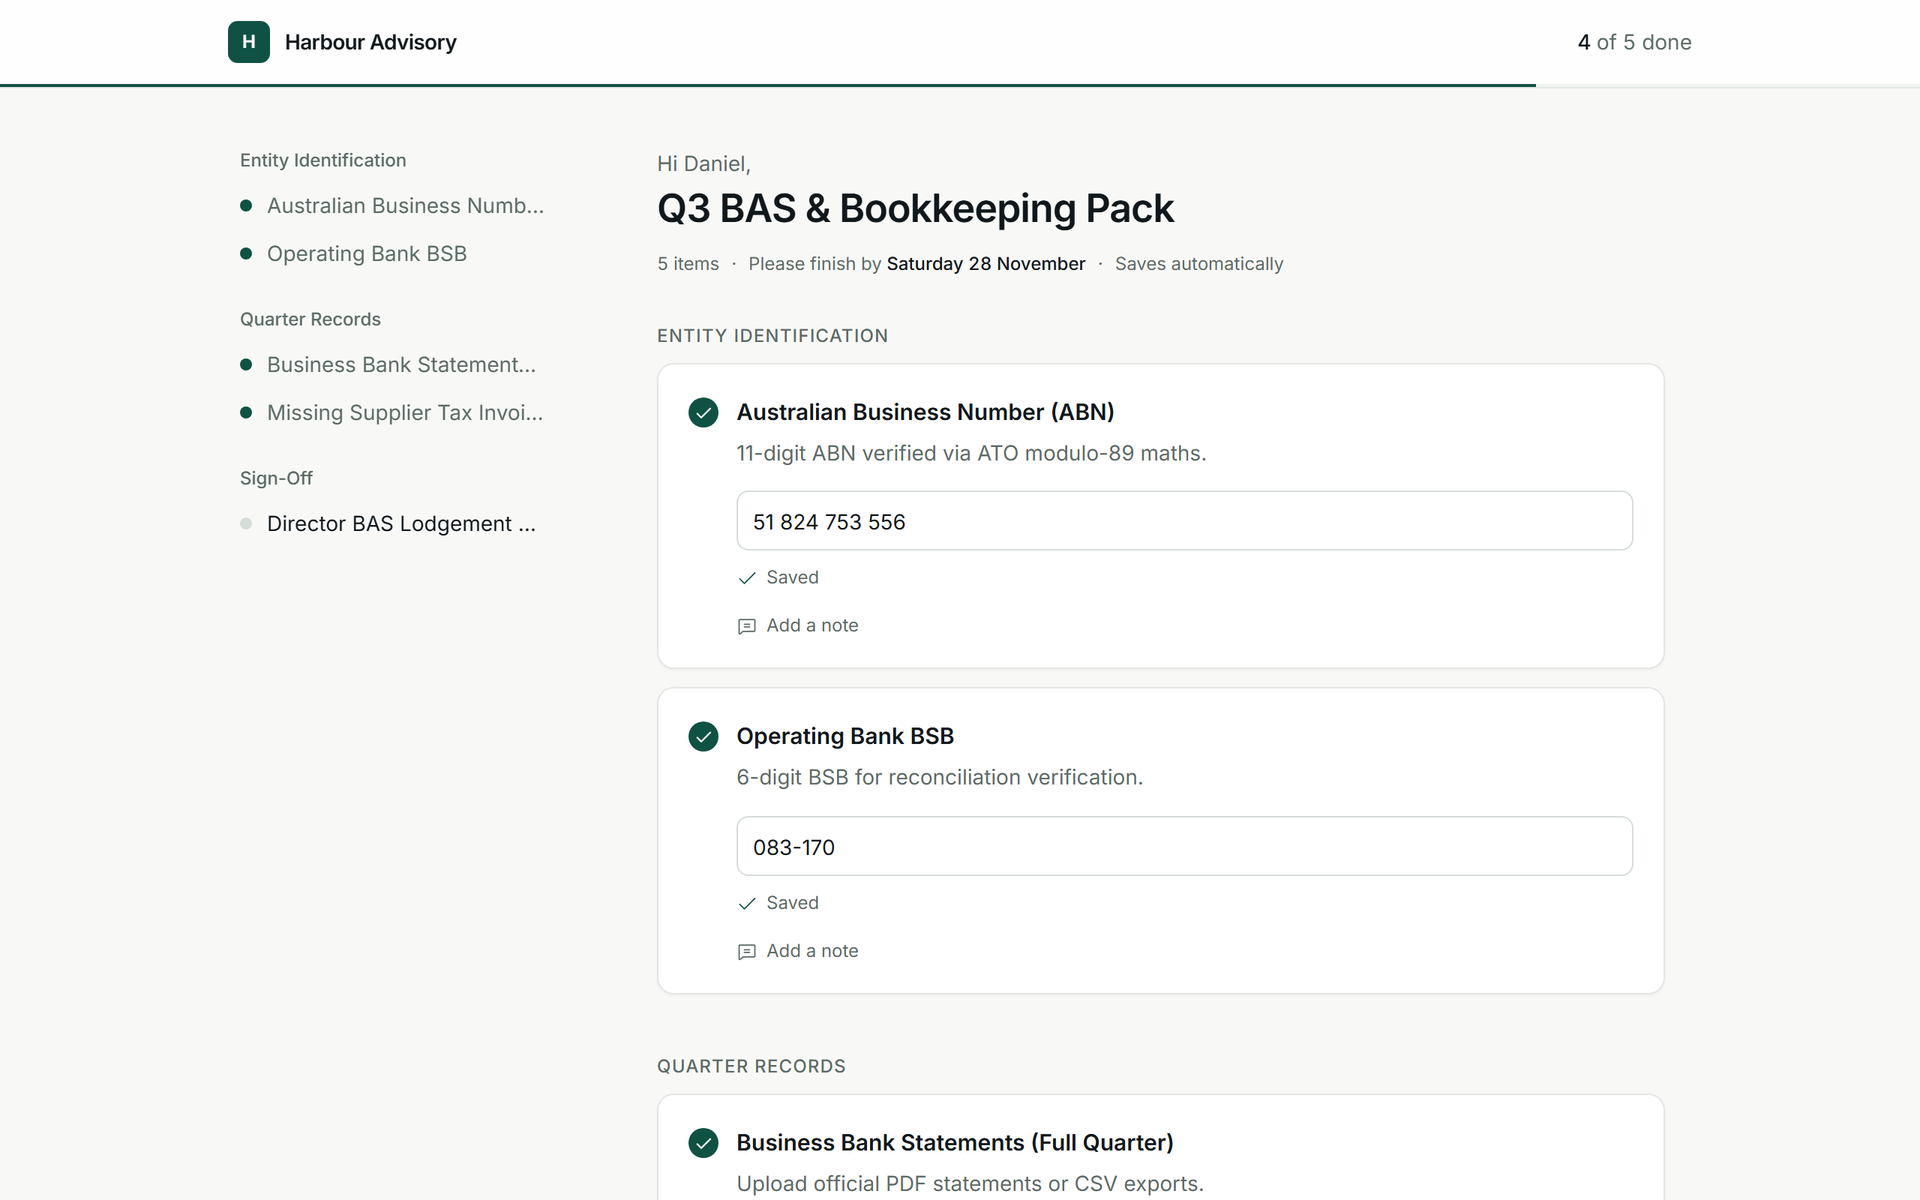 H
Harbour Advisory
4 of 5 done
Entity Identification
Australian Business Numb...
Operating Bank BSB
Quarter Records
Business Bank Statement...
Missing Supplier Tax Invoi...
Sign-Off
Director BAS Lodgement ...
Hi Daniel,
Q3 BAS & Bookkeeping Pack
5 items · Please finish by Saturday 28 November · Saves automatically
ENTITY IDENTIFICATION
Australian Business Number (ABN)
11-digit ABN verified via ATO modulo-89 maths.
51 824 753 556
Saved
Add a note
Operating Bank BSB
6-digit BSB for reconciliation verification.
083-170
Saved
Add a note
QUARTER RECORDS
Business Bank Statements (Full Quarter)
Upload official PDF statements or CSV exports.